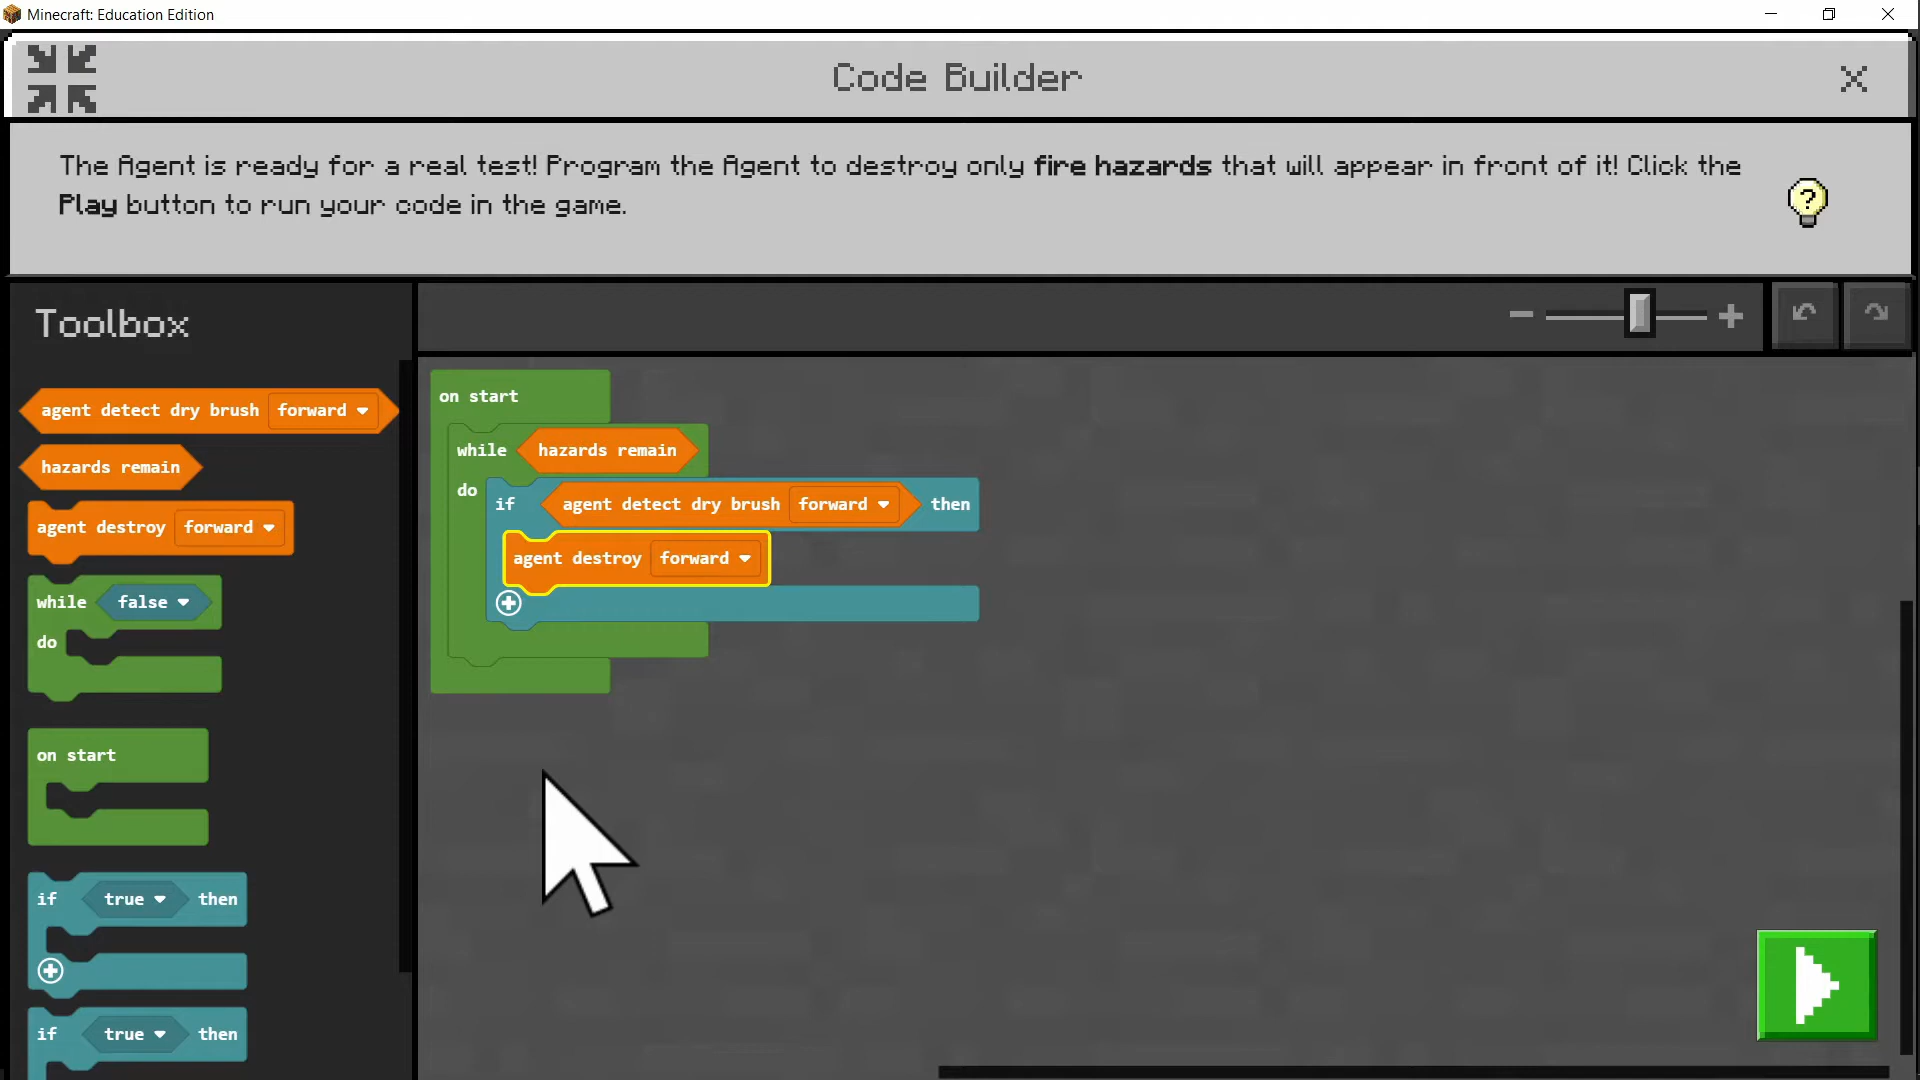 Minecraft: Education Edition
Code Builder
The Agent is ready for a real test! Program the Agent to destroy only fire hazards that will appear in front of it! Click the
Play button to run your code in the game.
Toolbox
agent detect dry brush forward
hazards remain
agent destroy forward
while false
do
on start
if true then
if true then
on start
while hazards remain
do
if agent detect dry brush forward then
agent destroy forward